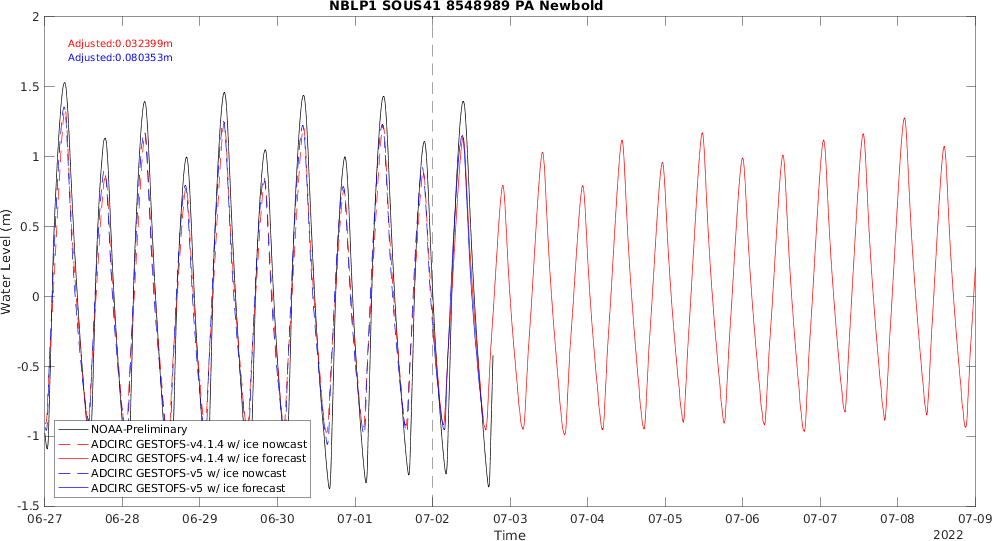 NBLP1 SOUS41 8548989 PA Newbold
Adjusted:0.032399m
Adjusted:0.080353m
Water Level (m)
2
1.5
1
0.5
0
-0.5
-1
-1.5
NOAA-Preliminary
ADCIRC GESTOFS-v4.1.4 w/ ice nowcast
ADCIRC GESTOFS-v4.1.4 w/ ice forecast
ADCIRC GESTOFS-v5 w/ ice nowcast
ADCIRC GESTOFS-v5 w/ ice forecast
06-27 06-28 06-29 06-30 07-01 07-02 07-03 07-04 07-05 07-06 07-07 07-08 07-09
Time
2022